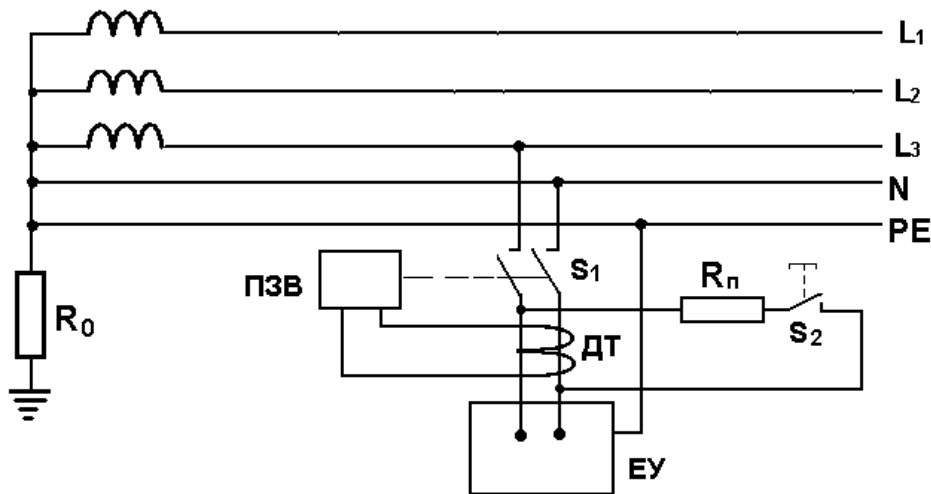 L₁
L₂
L₃
N
PE
ПЗВ
S₁
Rп
R₀
ДТ
S₂
ЕУ